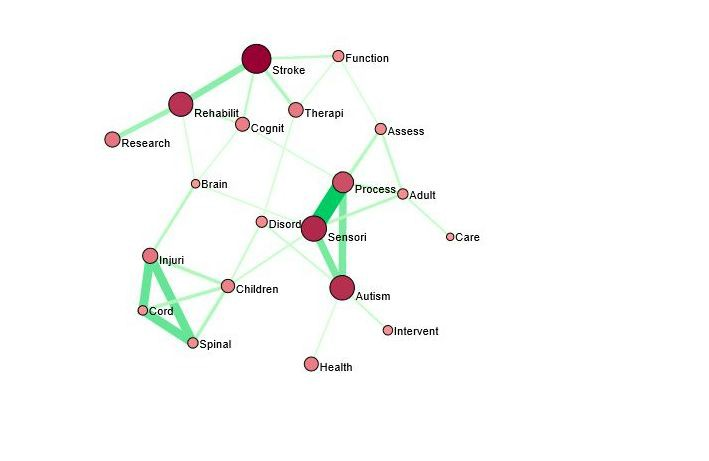 Stroke
Function
Rehabilit
Therapi
Cognit
Assess
Research
Brain
Process
Adult
Disord
Sensori
Care
Injuri
Children
Autism
Cord
Intervent
Spinal
Health